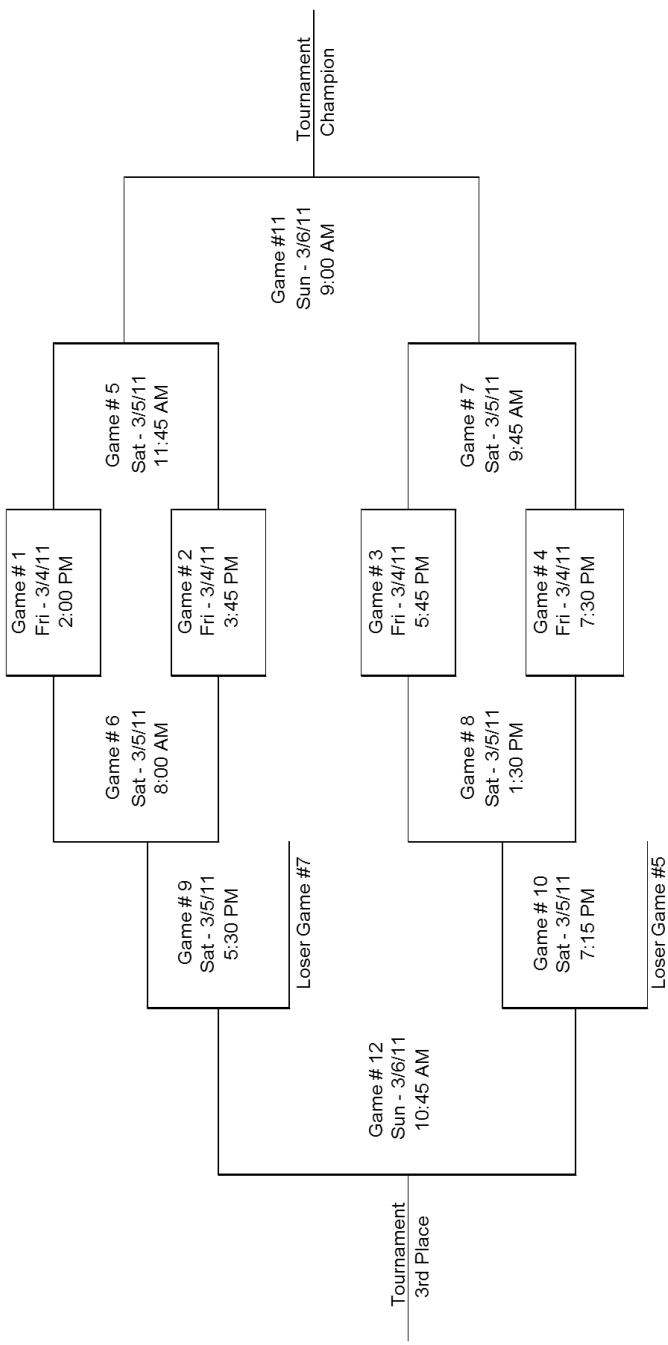 Tournament
Champion
Game #11
Sun - 3/6/11
9:00 AM
Game # 5
Sat - 3/5/11
11:45 AM
Game # 7
Sat - 3/5/11
9:45 AM
Game # 1
Fri - 3/4/11
2:00 PM
Game # 2
Fri - 3/4/11
3:45 PM
Game # 3
Fri - 3/4/11
5:45 PM
Game # 4
Fri - 3/4/11
7:30 PM
Game # 6
Sat - 3/5/11
8:00 AM
Game # 8
Sat - 3/5/11
1:30 PM
Game # 9
Sat - 3/5/11
5:30 PM
Loser Game #7
Game # 10
Sat - 3/5/11
7:15 PM
Loser Game #5
Game # 12
Sun - 3/6/11
10:45 AM
Tournament
3rd Place